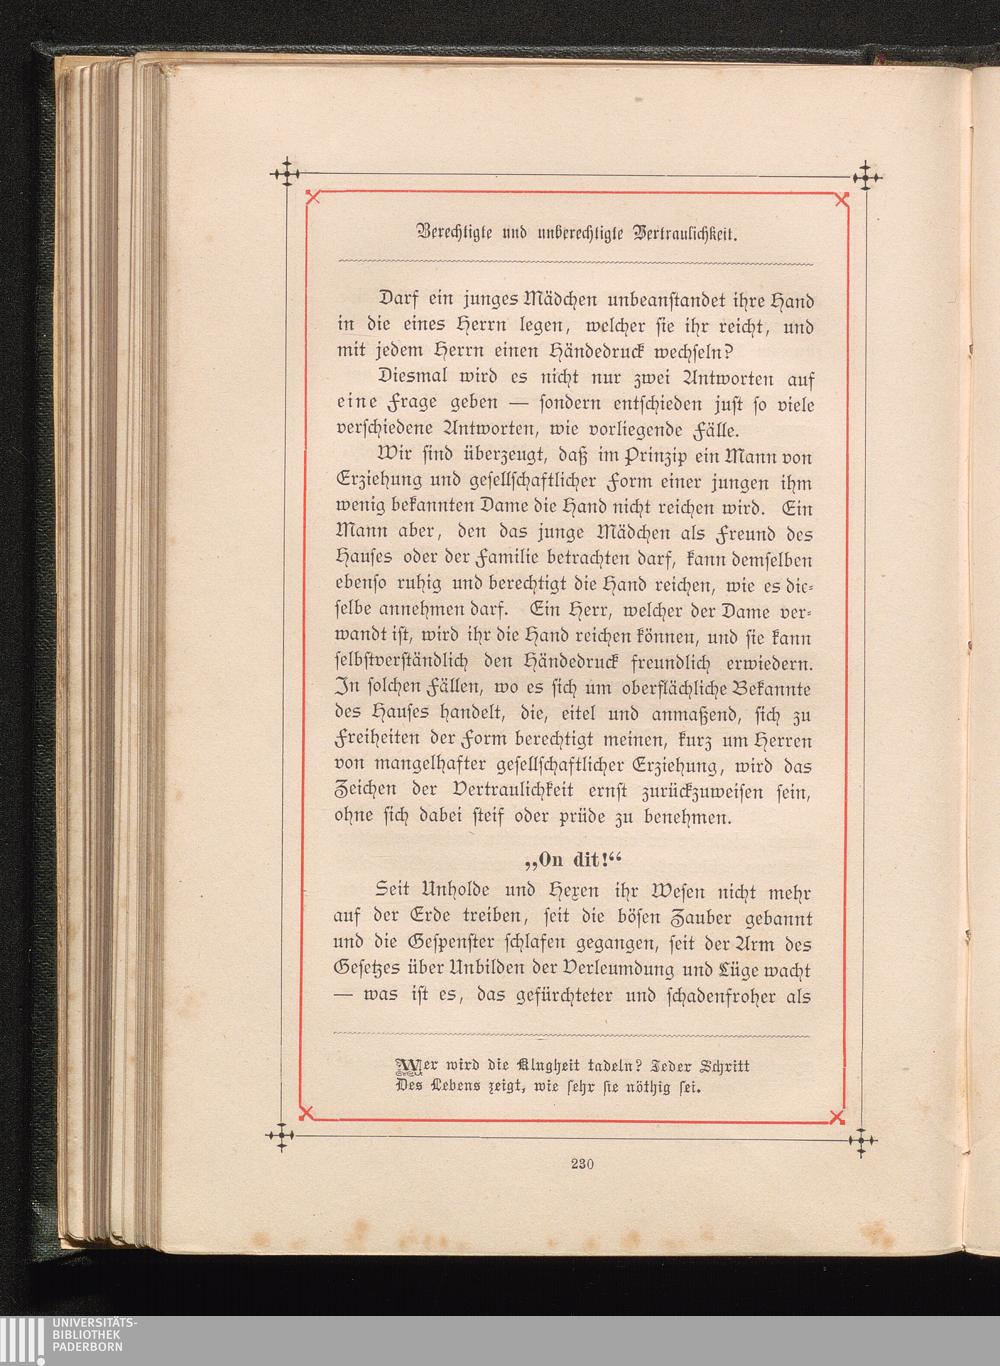 Berechtigte und unberechtigte Vertraulichkeit.
Darf ein junges Mädchen unbeanstandet ihre Hand
in die eines Herrn legen, welcher sie ihr reicht, und
mit jedem Herrn einen Händedruck wechseln?
Diesmal wird es nicht nur zwei Antworten auf
eine Frage geben — sondern entschieden just so viele
verschiedene Antworten, wie vorliegende Fälle.
Wir sind überzeugt, daß im Prinzip ein Mann von
Erziehung und gesellschaftlicher Form einer jungen ihm
wenig bekannten Dame die Hand nicht reichen wird. Ein
Mann aber, den das junge Mädchen als Freund des
Hauses oder der Familie betrachten darf, kann demselben
ebenso ruhig und berechtigt die Hand reichen, wie es die-
selbe annehmen darf. Ein Herr, welcher der Dame ver-
wandt ist, wird ihr die Hand reichen können, und sie kann
selbstverständlich den Händedruck freundlich erwiedern.
In solchen Fällen, wo es sich um oberflächliche Bekannte
des Hauses handelt, die, eitel und anmaßend, sich zu
Freiheiten der Form berechtigt meinen, kurz um Herren
von mangelhafter gesellschaftlicher Erziehung, wird das
Zeichen der Vertraulichkeit ernst zurückzuweisen sein,
ohne sich dabei steif oder prüde zu benehmen.
„On dit!“
Seit Unholde und Hexen ihr Wesen nicht mehr
auf der Erde treiben, seit die bösen Zauber gebannt
und die Gespenster schlafen gegangen, seit der Arm des
Gesetzes über Unbilden der Verleumdung und Lüge wacht
— was ist es, das gefürchteter und schadenfroher als
Wer wird die Klugheit tadeln? Jeder Schritt
Des Lebens zeigt, wie sehr sie nöthig sei.
230
UNIVERSITÄTS-
BIBLIOTHEK
PADERBORN